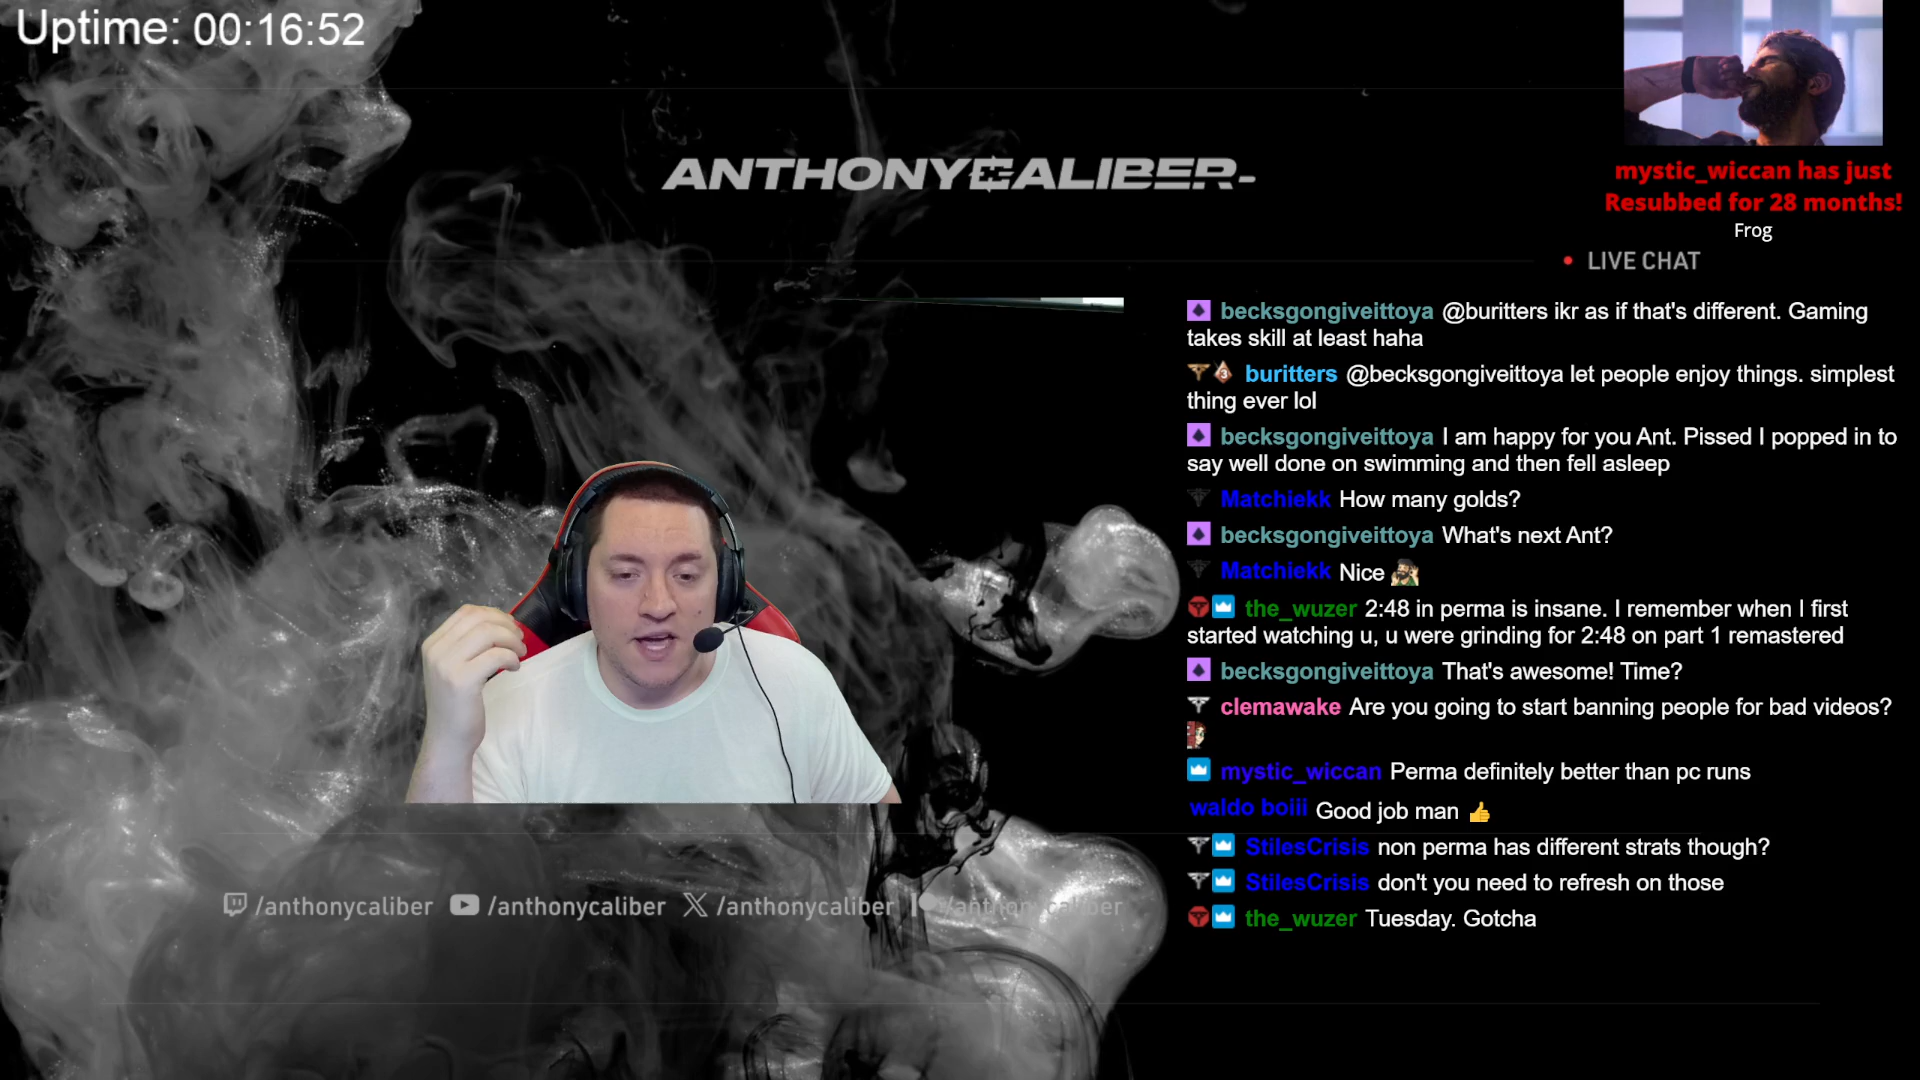 Uptime: 00:16:52
ANTHONYCALIBER-
mystic_wiccan has just
Resubbed for 28 months!
Frog
LIVE CHAT
becksgongiveittoya @buritters ikr as if that's different. Gaming
takes skill at least haha
3 buritters @becksgongiveittoya let people enjoy things. simplest
thing ever lol
becksgongiveittoya I am happy for you Ant. Pissed I popped in to
say well done on swimming and then fell asleep
Matchiekk How many golds?
becksgongiveittoya What's next Ant?
Matchiekk Nice
the_wuzer 2:48 in perma is insane. I remember when I first
started watching u, u were grinding for 2:48 on part 1 remastered
becksgongiveittoya That's awesome! Time?
clemawake Are you going to start banning people for bad videos?
mystic_wiccan Perma definitely better than pc runs
waldo boiii Good job man 👍
StilesCrisis non perma has different strats though?
StilesCrisis don't you need to refresh on those
the_wuzer Tuesday. Gotcha
/anthonycaliber /anthonycaliber /anthonycaliber /anthonycaliber